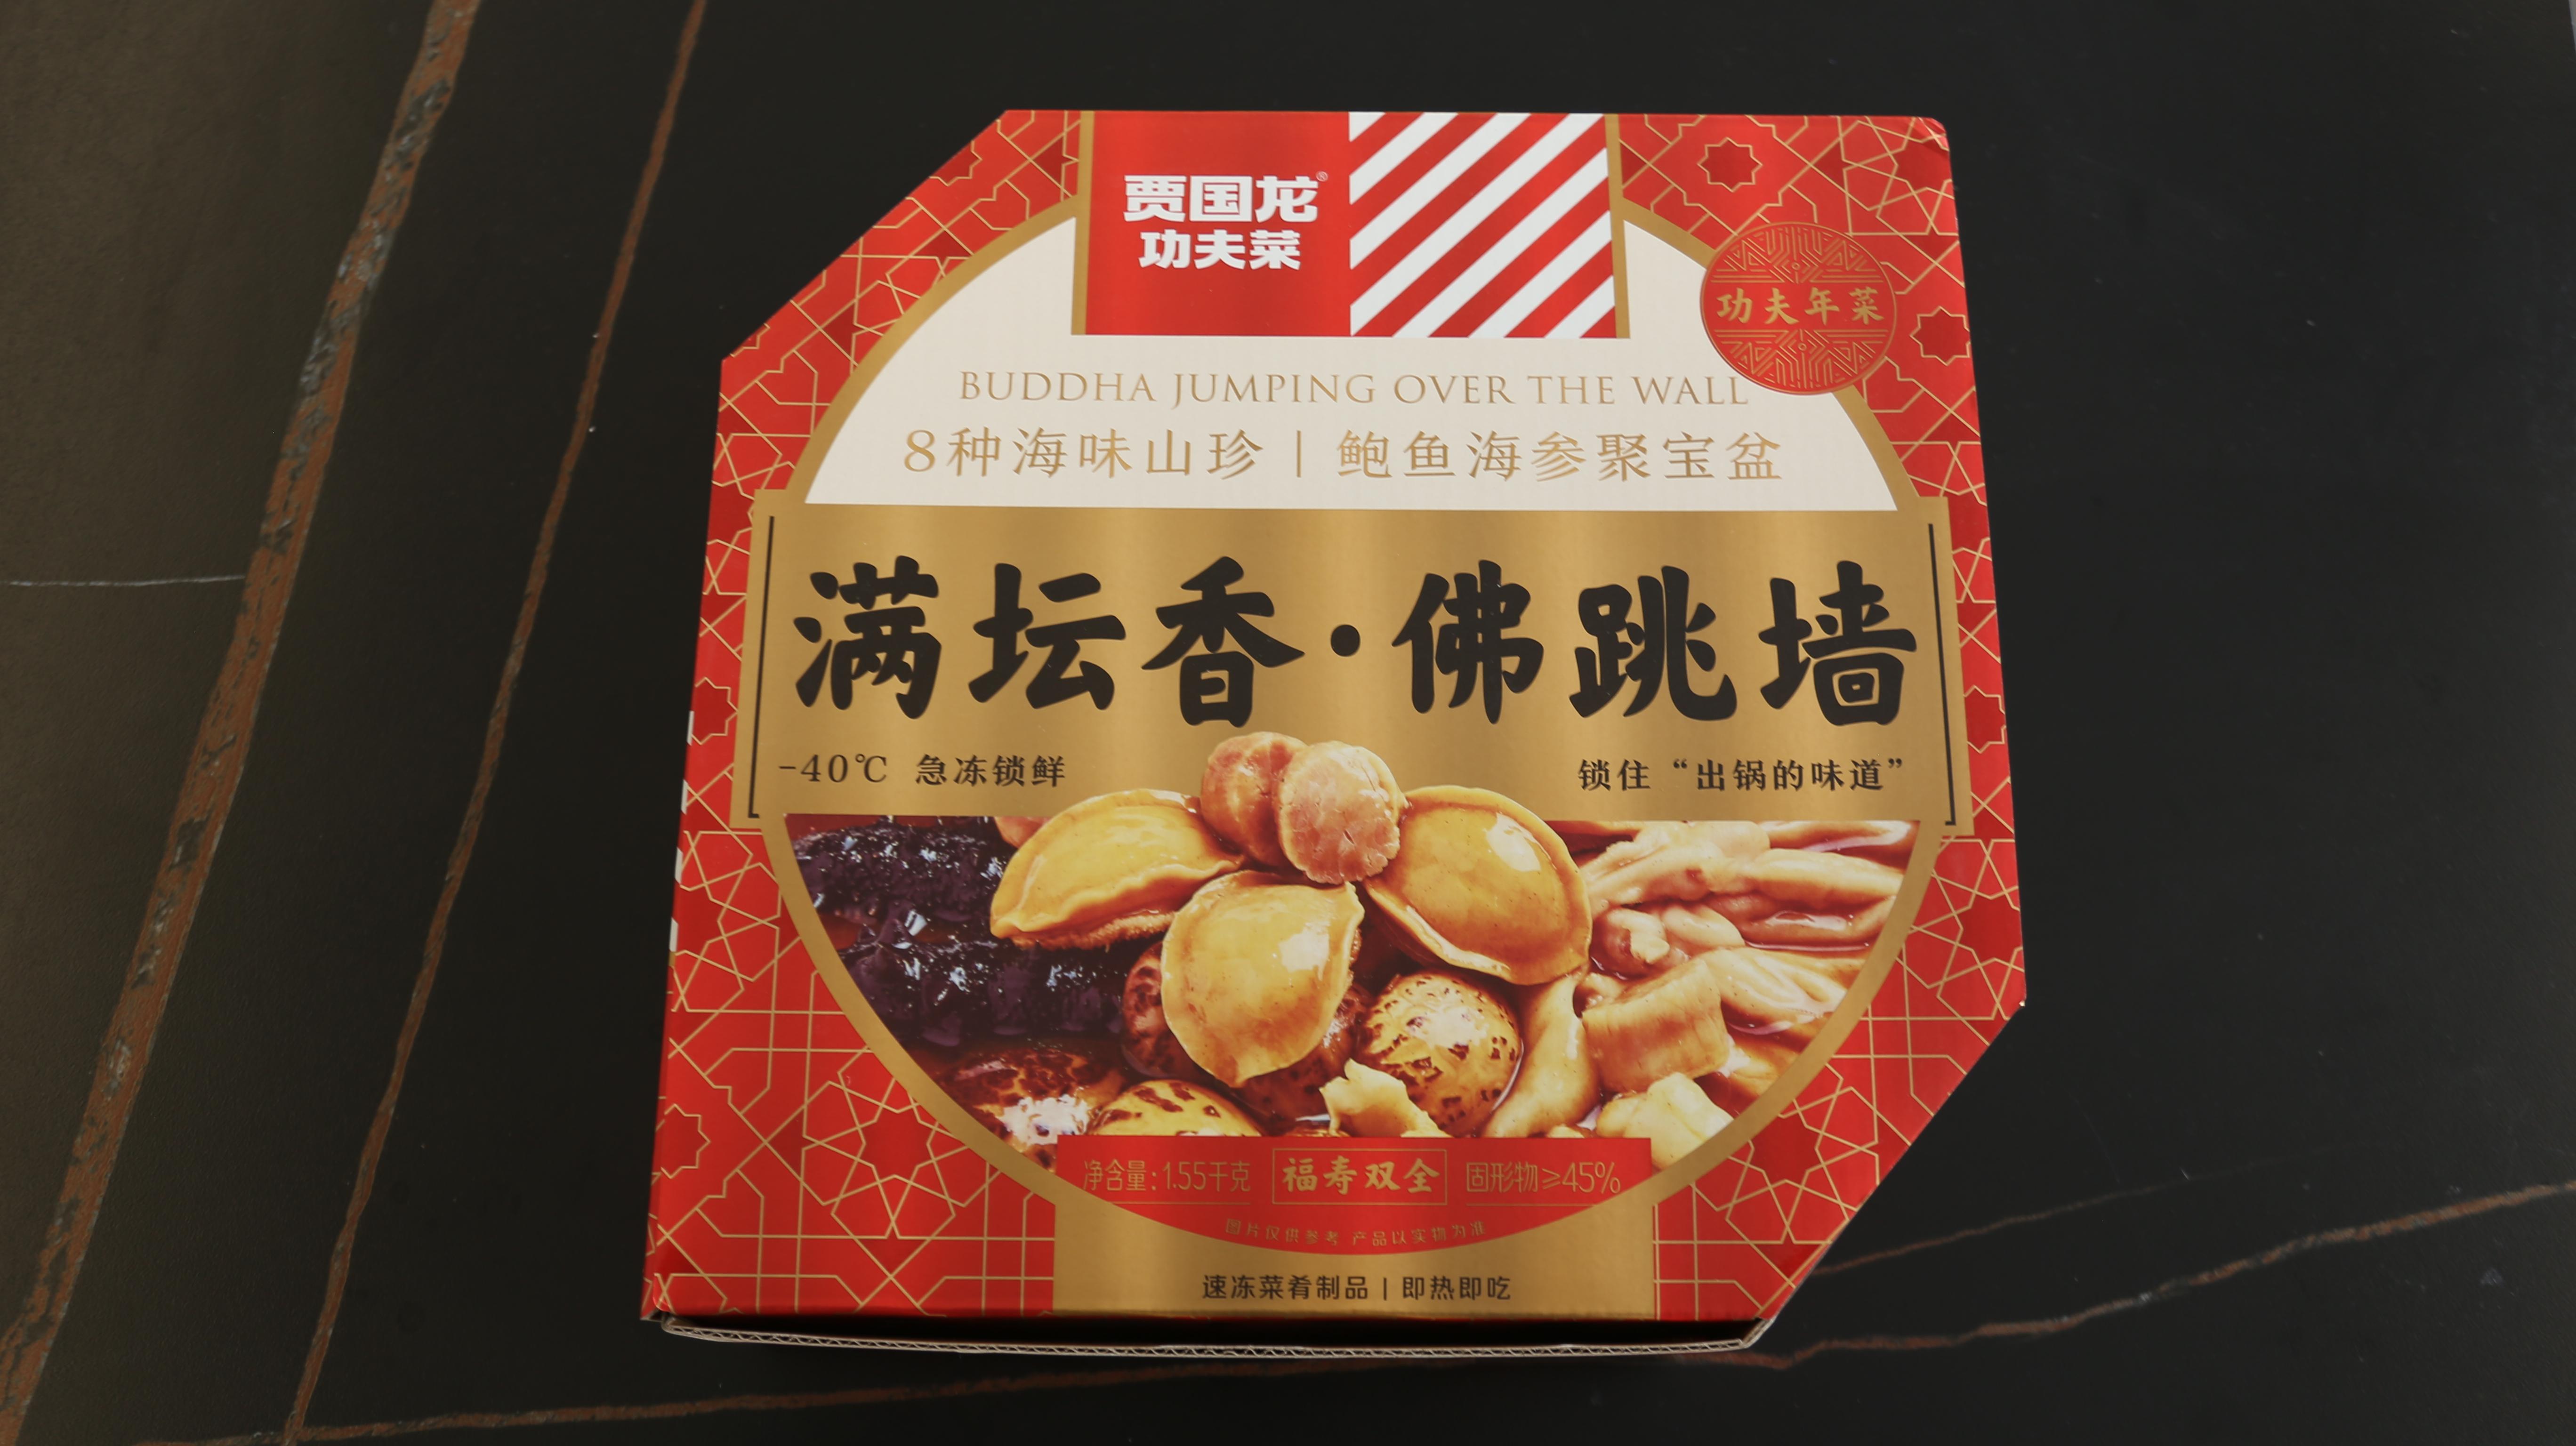 贾国龙®
功夫菜
功夫年菜
BUDDHA JUMPING OVER THE WALL
8种海味山珍|鲍鱼海参聚宝盆
满坛香·佛跳墙
-40℃ 急冻锁鲜
锁住“出锅的味道”
净含量:1.55千克 福寿双全 固形物≥45%
图片仅供参考 产品以实物为准
速冻菜肴制品|即热即吃